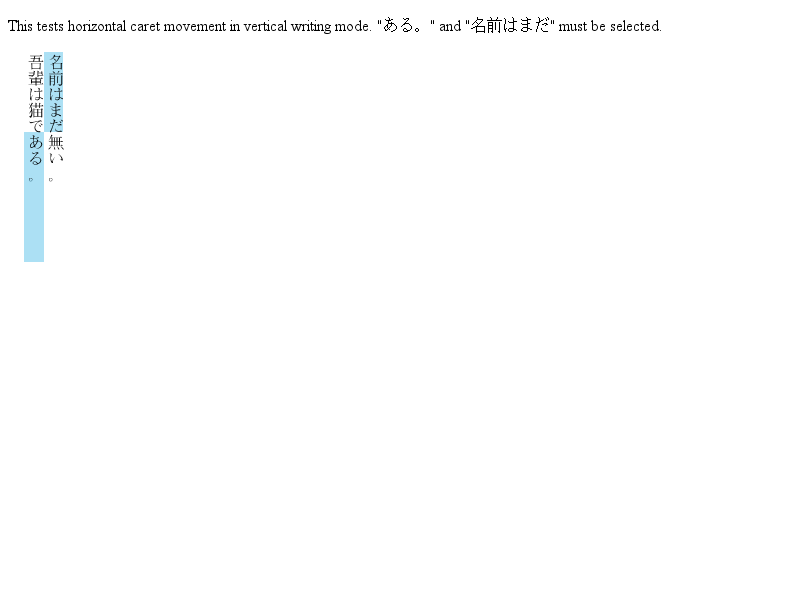 This tests horizontal caret movement in vertical writing mode. "ある。" and "名前はまだ" must be selected.
吾輩は猫である。
名前はまだ無い。